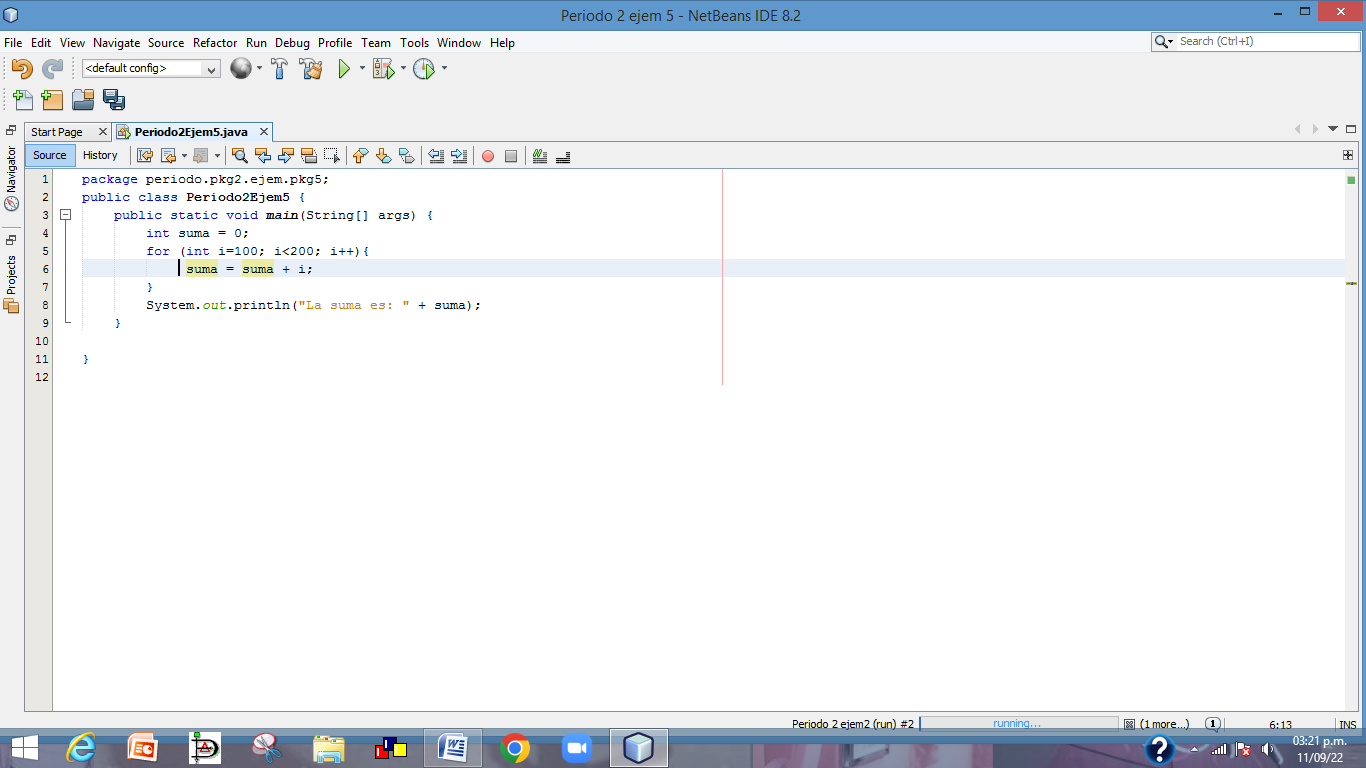 Periodo 2 ejem 5 - NetBeans IDE 8.2
File Edit View Navigate Source Refactor Run Debug Profile Team Tools Window Help
Search (Ctrl+I)
<default config>
Start Page
Periodo2Ejem5.java
Source History
Navigator
Projects
1 package periodo.pkg2.ejem.pkg5;
2 public class Periodo2Ejem5 {
3 public static void main(String[] args) {
4 int suma = 0;
5 for (int i=100; i<200; i++){
6 suma = suma + i;
7 }
8 System.out.println("La suma es: " + suma);
9 }
10
11 }
12
Periodo 2 ejem2 (run) #2 running... (1 more...) 6:13 INS
03:21 p.m.
11/09/22